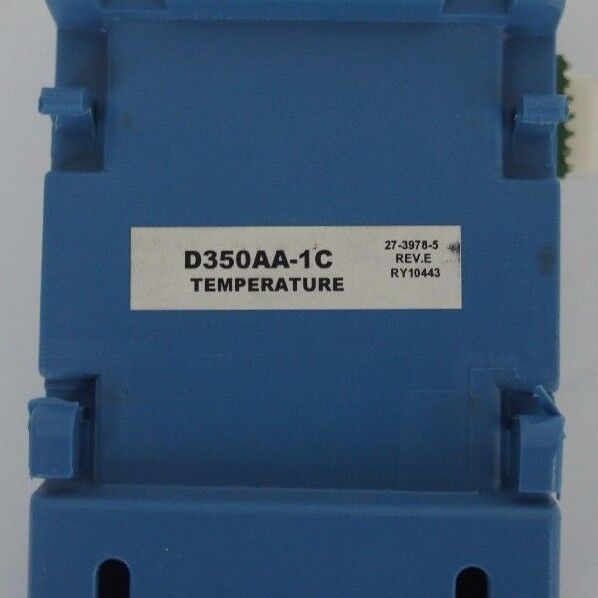 D350AA-1C
TEMPERATURE
27-3978-5
REV.E
RY10443